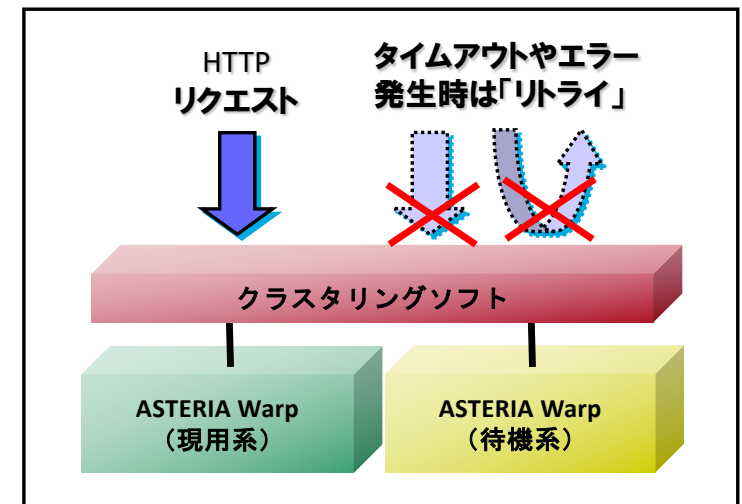 HTTP
リクエスト
タイムアウトやエラー
発生時は「リトライ」
クラスタリングソフト
ASTERIA Warp
（現用系）
ASTERIA Warp
（待機系）